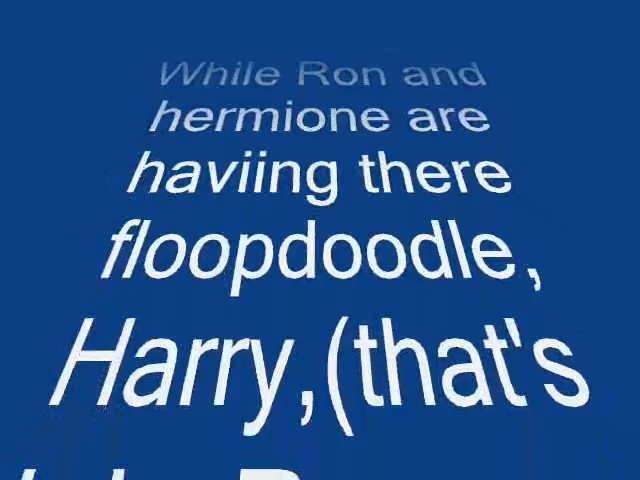 While Ron and
hermione are
haviing there
floopdoodle,
Harry,(that's